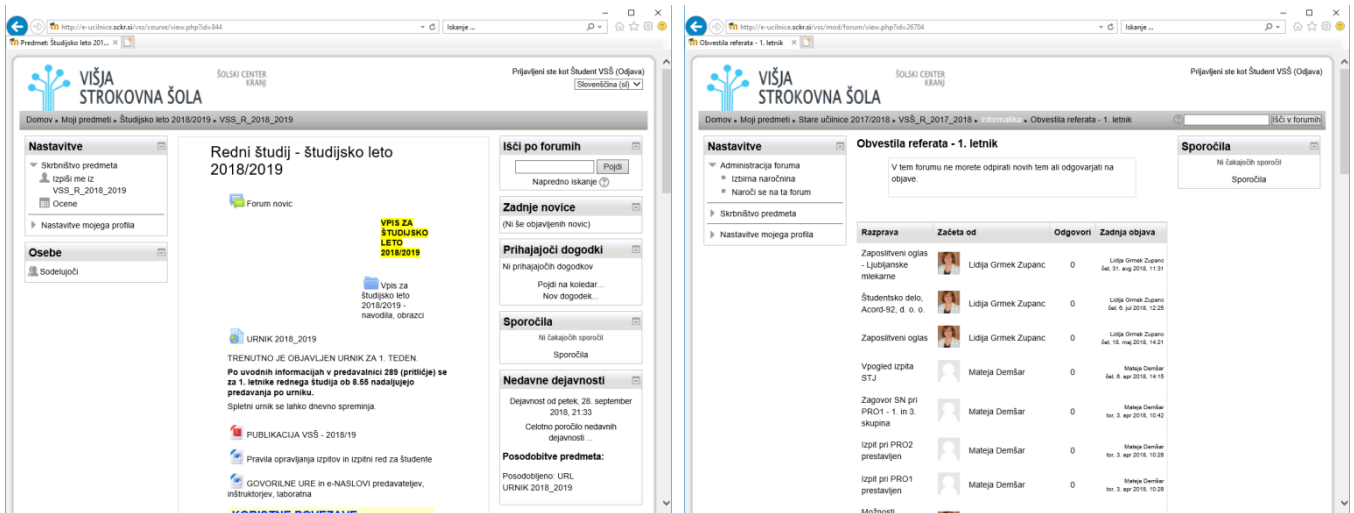 http://e-ucilnice.sckr.si/vss/course/view.php?id=844
Iskanje ...
Predmet: Študijsko leto 201...
VIŠJA
STROKOVNA ŠOLA
ŠOLSKI CENTER
KRANJ
Prijavljeni ste kot Študent VSŠ (Odjava)
Slovenščina (sl)
Domov ▸ Moji predmeti ▸ Študijsko leto 2018/2019 ▸ VSS_R_2018_2019
Nastavitve
Skrbništvo predmeta
Izpiši me iz
VSS_R_2018_2019
Ocene
Nastavitve mojega profila
Osebe
Sodelujoči
Redni študij - študijsko leto
2018/2019
Forum novic
VPIS ZA
ŠTUDIJSKO
LETO
2018/2019
Vpis za
študijsko leto
2018/2019 -
navodila, obrazci
URNIK 2018_2019
TRENUTNO JE OBJAVLJEN URNIK ZA 1. TEDEN.
Po uvodnih informacijah v predavalnici 289 (pritličje) se
za 1. letnike rednega študija ob 8.55 nadaljujejo
predavanja po urniku.
Spletni urnik se lahko dnevno spreminja.
PUBLIKACIJA VSŠ - 2018/19
Pravila opravljanja izpitov in izpitni red za študente
GOVORILNE URE in e-NASLOVI predavateljev,
inštruktorjev, laboratna
KORISTNE POVEZAVE
Išči po forumih
Pojdi
Napredno iskanje
Zadnje novice
(Ni še objavljenih novic)
Prihajajoči dogodki
Ni prihajajočih dogodkov
Pojdi na koledar...
Nov dogodek...
Sporočila
Ni čakajočih sporočil
Sporočila
Nedavne dejavnosti
Dejavnost od petek, 28. september
2018, 21:33
Celotno poročilo nedavnih
dejavnosti ...
Posodobitve predmeta:
Posodobljeno: URL
URNIK 2018_2019
http://e-ucilnice.sckr.si/vss/mod/forum/view.php?id=26704
Iskanje ...
Obvestila referata - 1. letnik
VIŠJA
STROKOVNA ŠOLA
ŠOLSKI CENTER
KRANJ
Prijavljeni ste kot Študent VSŠ (Odjava)
Domov ▸ Moji predmeti ▸ Stare učilnice 2017/2018 ▸ VSŠ_R_2017_2018 ▸ Informatika ▸ Obvestila referata - 1. letnik
Išči v forumih
Nastavitve
Administracija foruma
Izbirna naročnina
Naroči se na ta forum
Skrbništvo predmeta
Nastavitve mojega profila
Obvestila referata - 1. letnik
V tem forumu ne morete odpirati novih tem ali odgovarjati na
objave.
Razprava Začeta od Odgovori Zadnja objava
Zaposlitveni oglas
- Ljubljanske
mlekarne
Lidija Grmek Zupanc 0
Lidija Grmek Zupanc
čet, 31. avg 2018, 11:31
Študentsko delo,
Acord-92, d. o. o.
Lidija Grmek Zupanc 0
Lidija Grmek Zupanc
čet, 6. jul 2018, 12:25
Zaposlitveni oglas
Lidija Grmek Zupanc 0
Lidija Grmek Zupanc
čet, 18. maj 2018, 14:21
Vpogled izpita
STJ
Mateja Demšar 0
Mateja Demšar
čet, 6. apr 2018, 14:15
Zagovor SN pri
PRO1 - 1. in 3.
skupina
Mateja Demšar 0
Mateja Demšar
tor, 3. apr 2018, 10:42
Izpit pri PRO2
prestavljen
Mateja Demšar 0
Mateja Demšar
tor, 3. apr 2018, 10:28
Izpit pri PRO1
prestavljen
Mateja Demšar 0
Mateja Demšar
tor, 3. apr 2018, 10:28
Možnosti
Mateja Demšar
Sporočila
Ni čakajočih sporočil
Sporočila